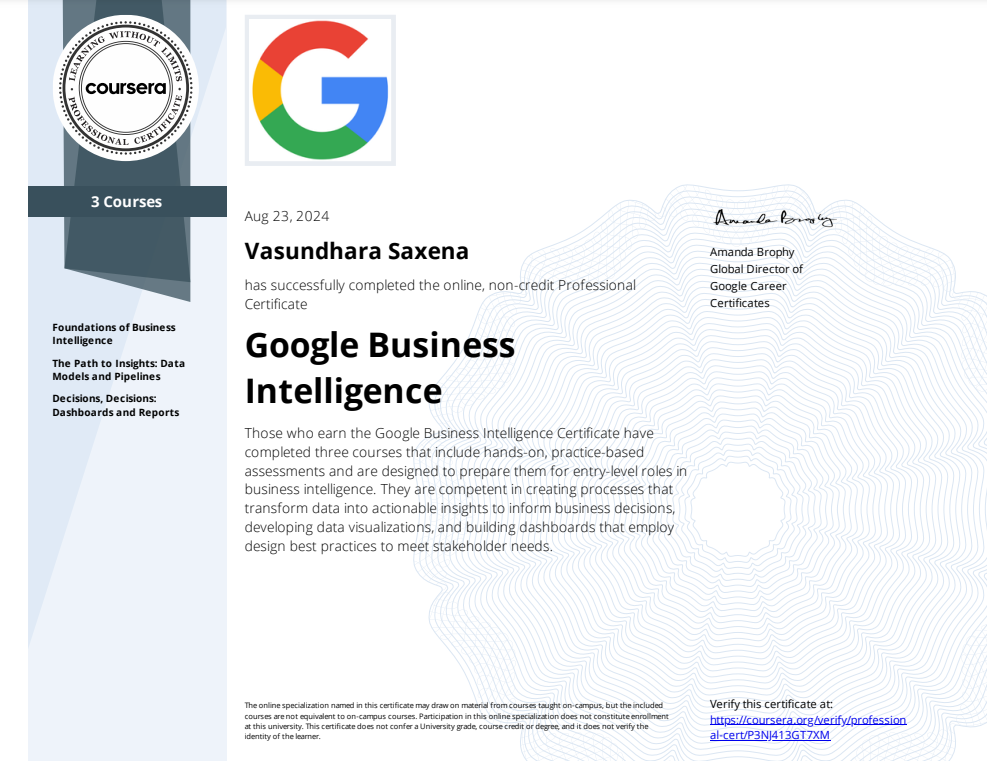 LEARNING WITHOUT LIMITS
coursera
PROFESSIONAL CERTIFICATE
3 Courses
Foundations of Business
Intelligence
The Path to Insights: Data
Models and Pipelines
Decisions, Decisions:
Dashboards and Reports
Aug 23, 2024
Vasundhara Saxena
has successfully completed the online, non-credit Professional
Certificate
Google Business
Intelligence
Those who earn the Google Business Intelligence Certificate have
completed three courses that include hands-on, practice-based
assessments and are designed to prepare them for entry-level roles in
business intelligence. They are competent in creating processes that
transform data into actionable insights to inform business decisions,
developing data visualizations, and building dashboards that employ
design best practices to meet stakeholder needs.
Amanda Brophy
Amanda Brophy
Global Director of
Google Career
Certificates
The online specialization named in this certificate may draw on material from courses taught on-campus, but the included
courses are not equivalent to on-campus courses. Participation in this online specialization does not constitute enrollment
at this university. This certificate does not confer a University grade, course credit or degree, and it does not verify the
identity of the learner.
Verify this certificate at:
https://coursera.org/verify/profession
al-cert/P3NJ413GT7XM